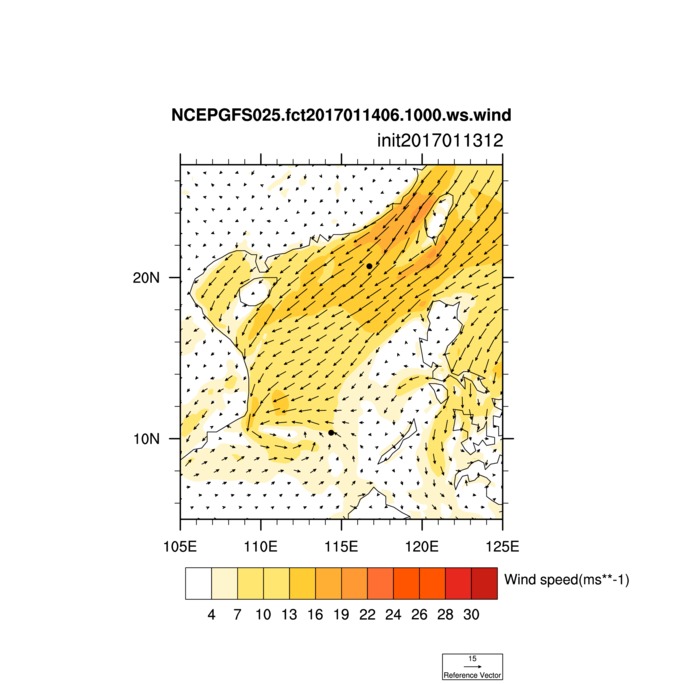 NCEPGFS025.fct2017011406.1000.ws.wind
init2017011312
20N
10N
105E 110E 115E 120E 125E
Wind speed(ms**-1)
4 7 10 13 16 19 22 24 26 28 30
15
Reference Vector